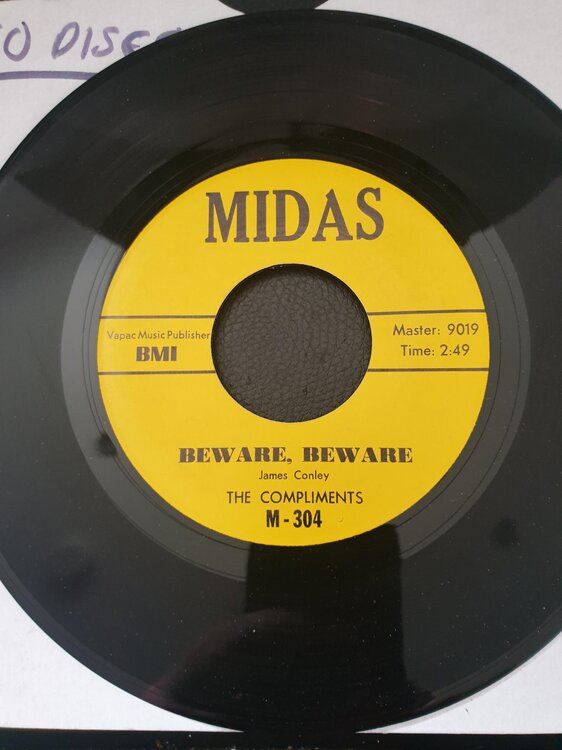 MIDAS
Vapac Music Publisher
BMI
Master: 9019
Time: 2:49
BEWARE, BEWARE
James Conley
THE COMPLIMENTS
M-304